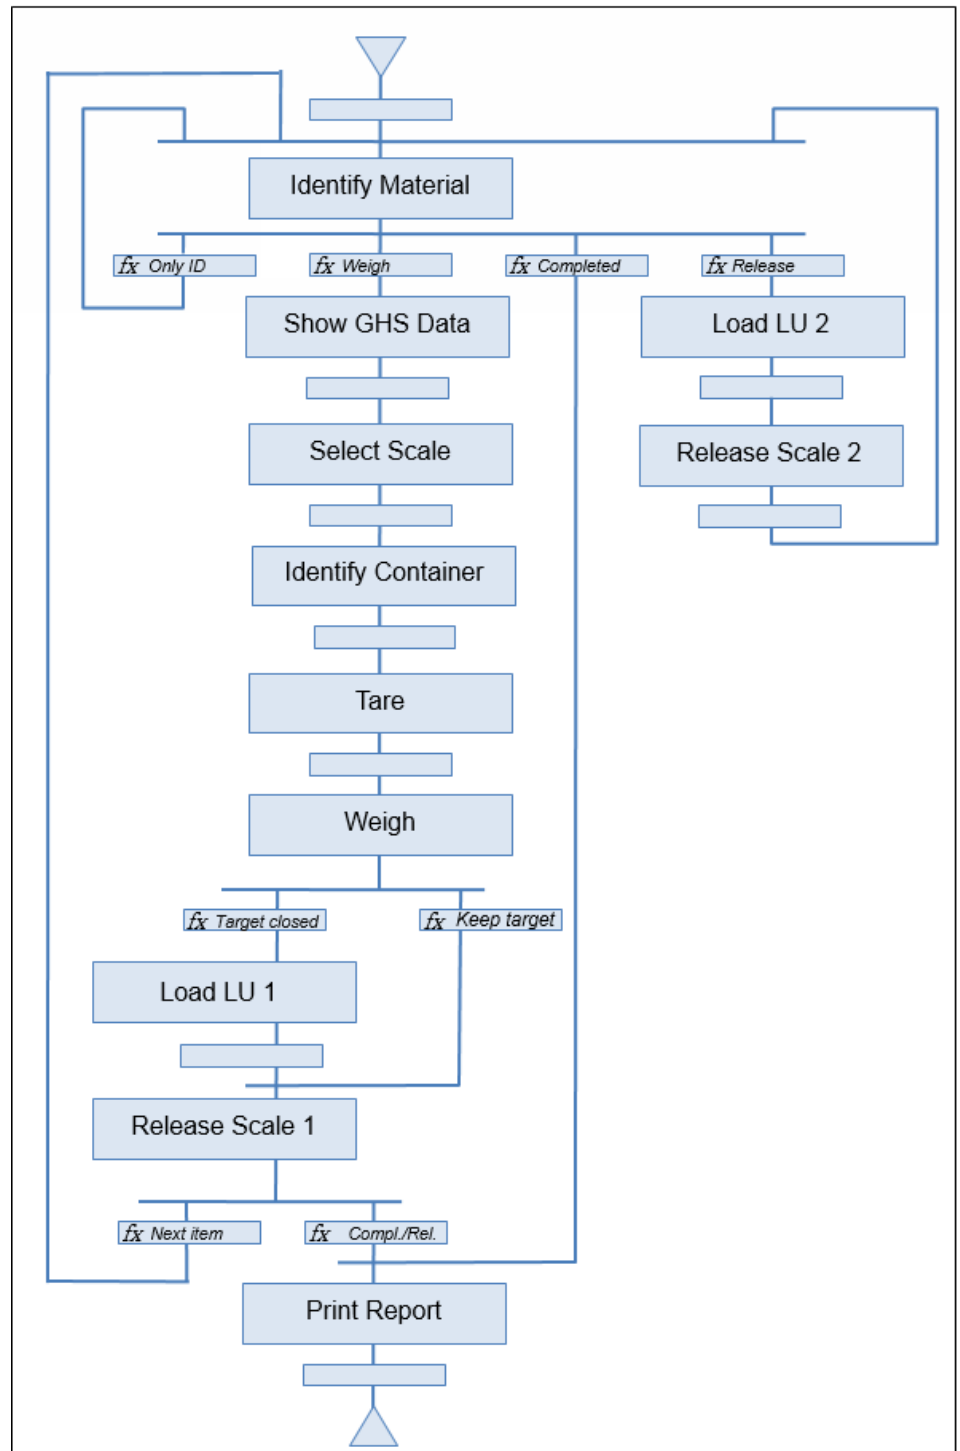 Identify Material
fx Only ID
fx Weigh
fx Completed
fx Release
Show GHS Data
Load LU 2
Select Scale
Release Scale 2
Identify Container
Tare
Weigh
fx Target closed
fx Keep target
Load LU 1
Release Scale 1
fx Next item
fx Compl./Rel.
Print Report